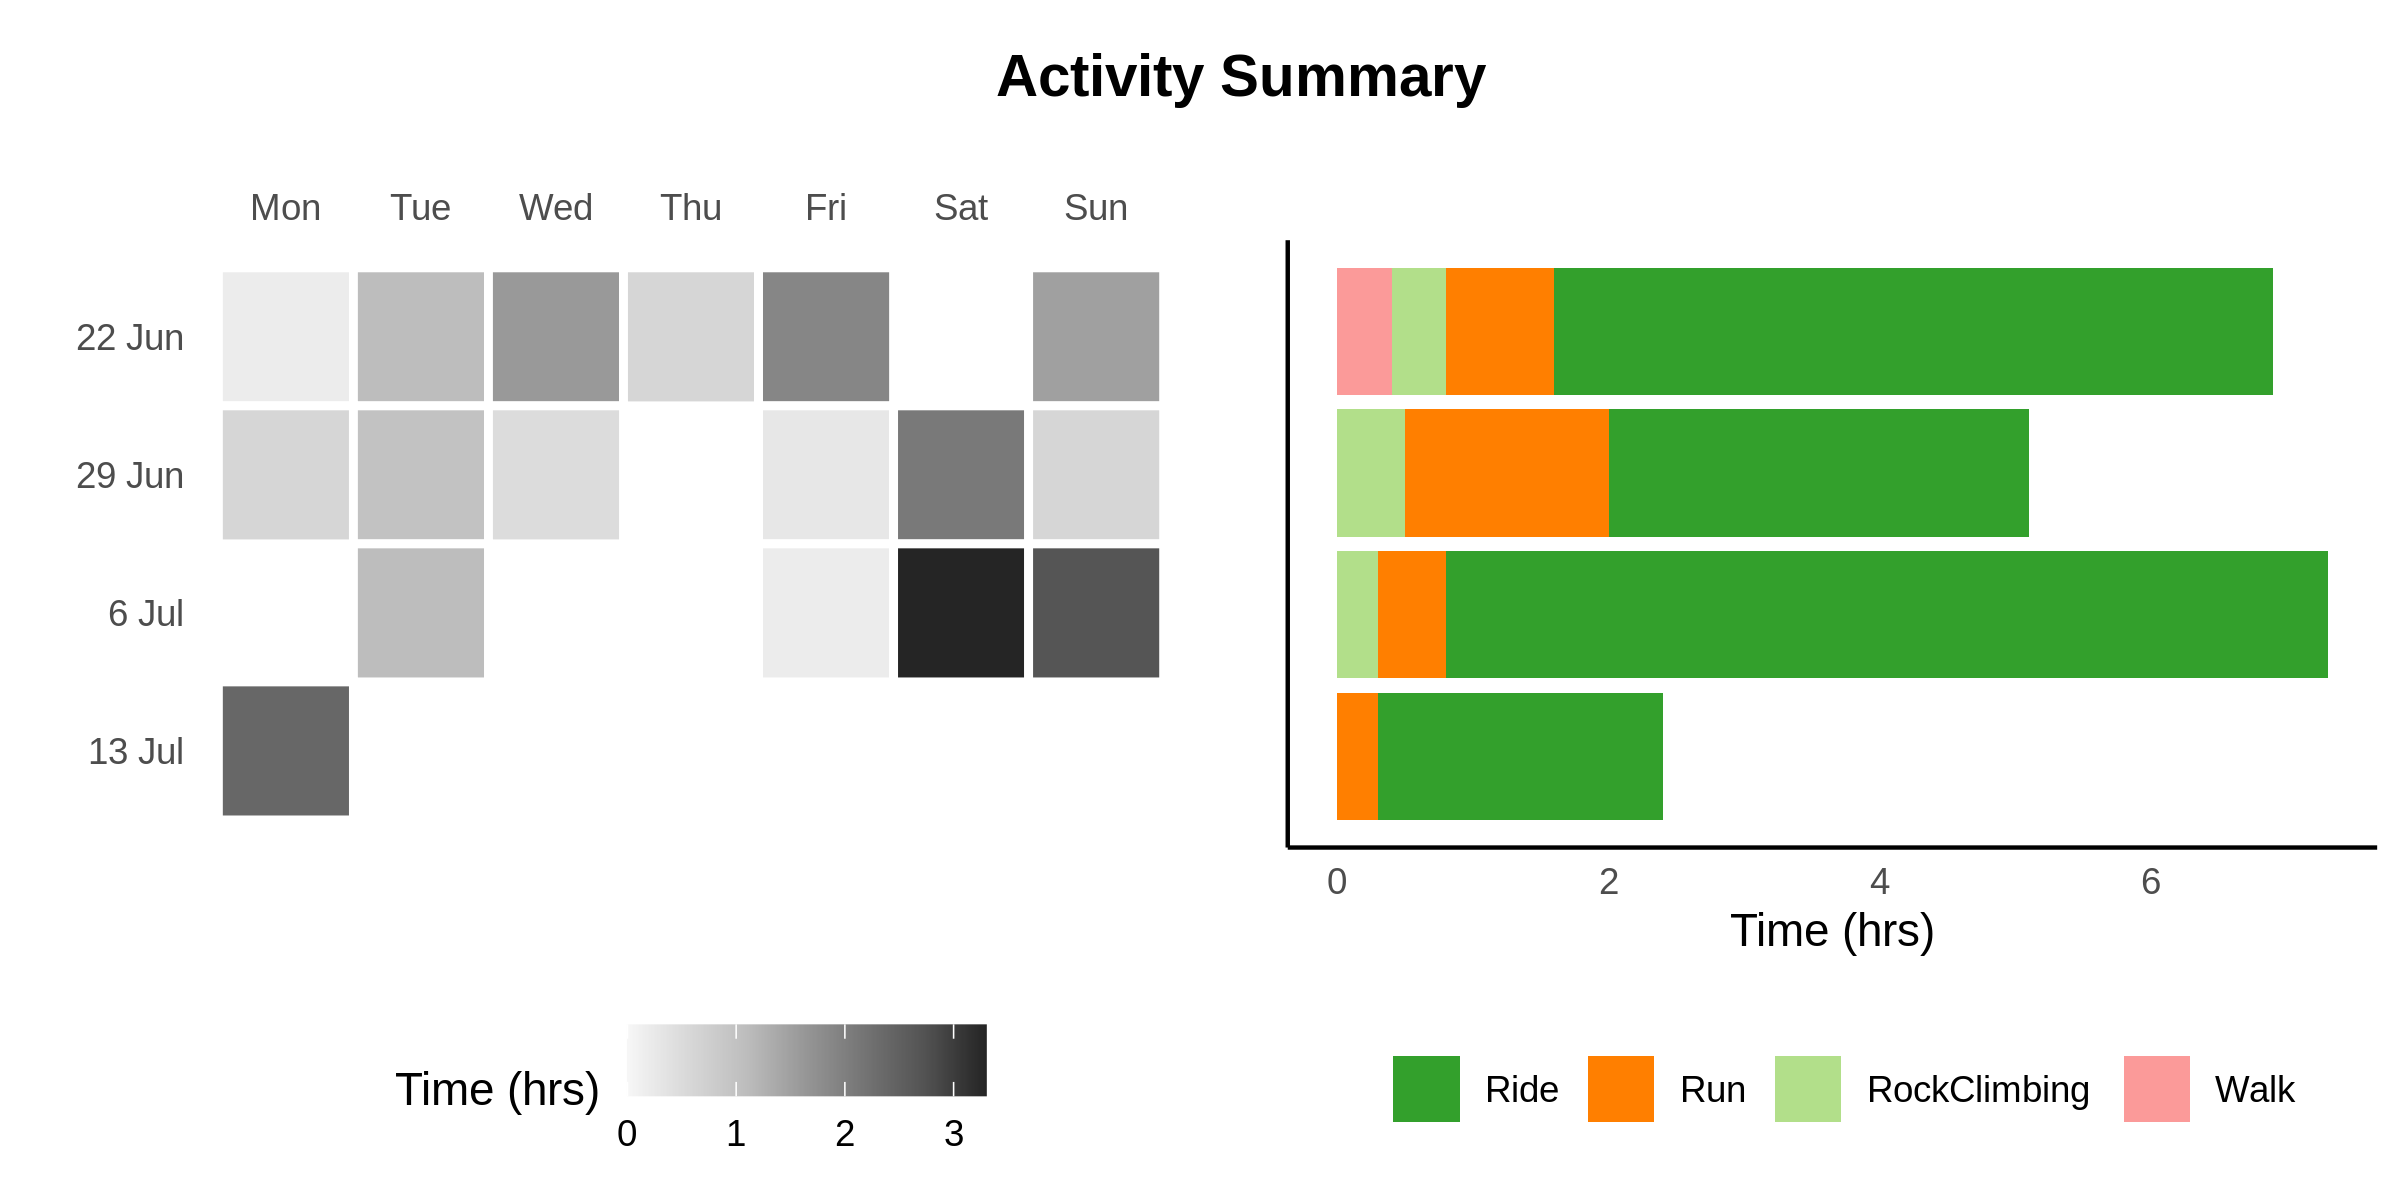 Activity Summary
Mon Tue Wed Thu Fri Sat Sun
22 Jun
29 Jun
6 Jul
13 Jul
0 2 4 6
Time (hrs)
Time (hrs)
0 1 2 3
Ride Run RockClimbing Walk